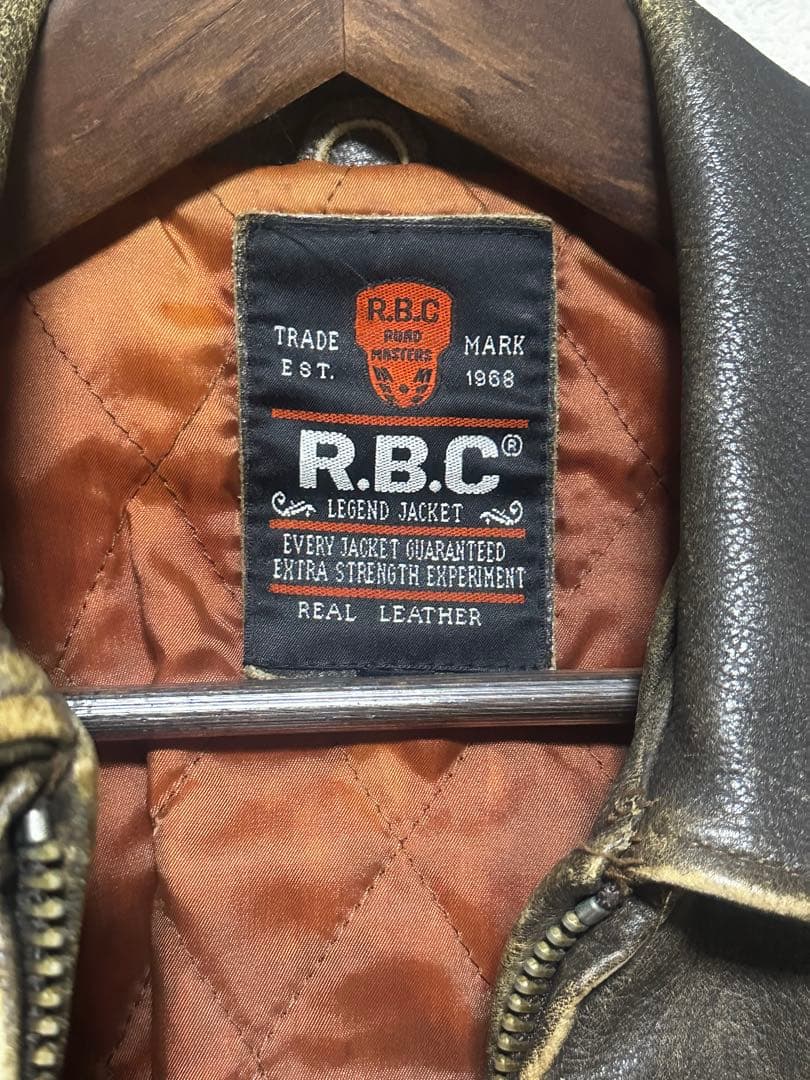 R.B.C
ROAD
MASTERS
TRADE MARK
EST. 1968
R.B.C®
LEGEND JACKET
EVERY JACKET GUARANTEED
EXTRA STRENGTH EXPERIMENT
REAL LEATHER